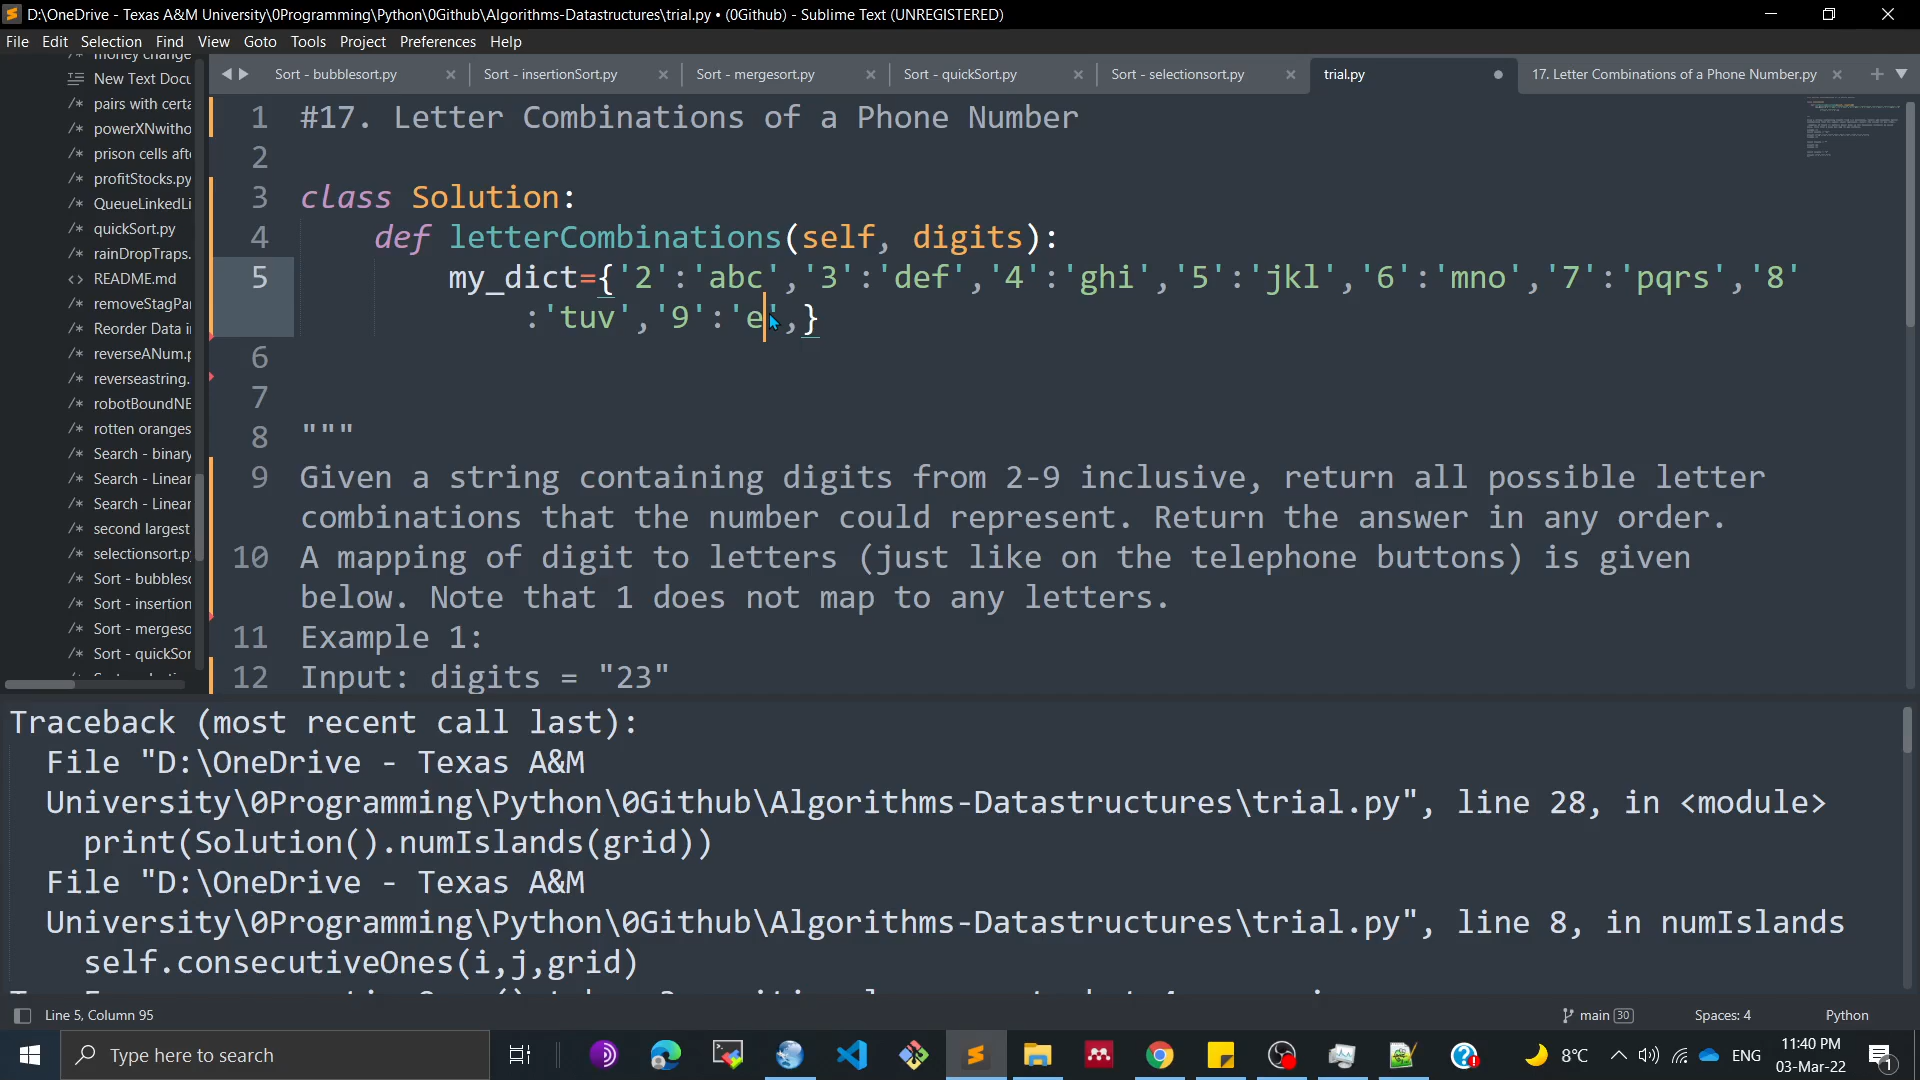 D:\OneDrive - Texas A&M University\0Programming\Python\0Github\Algorithms-Datastructures\trial.py • (0Github) - Sublime Text (UNREGISTERED)
File Edit Selection Find View Goto Tools Project Preferences Help
Sort - bubblesort.py Sort - insertionSort.py Sort - mergesort.py Sort - quickSort.py Sort - selectionsort.py trial.py 17. Letter Combinations of a Phone Number.py
money change
New Text Docu
pairs with certa
powerXNwitho
prison cells afte
profitStocks.py
QueueLinkedLi
quickSort.py
rainDropTraps.
README.md
removeStagPar
Reorder Data i
reverseANum.p
reverseastring.
robotBoundNE
rotten oranges
Search - binary
Search - Linear
Search - Linear
second largest
selectionsort.p
Sort - bubbleso
Sort - insertion
Sort - mergeso
Sort - quickSor
1 #17. Letter Combinations of a Phone Number
2
3 class Solution:
4 def letterCombinations(self, digits):
5 my_dict={'2':'abc','3':'def','4':'ghi','5':'jkl','6':'mno','7':'pqrs','8'
:'tuv','9':'e',}
6
7
8 """
9 Given a string containing digits from 2-9 inclusive, return all possible letter
combinations that the number could represent. Return the answer in any order.
10 A mapping of digit to letters (just like on the telephone buttons) is given
below. Note that 1 does not map to any letters.
11 Example 1:
12 Input: digits = "23"
Traceback (most recent call last):
File "D:\OneDrive - Texas A&M
University\0Programming\Python\0Github\Algorithms-Datastructures\trial.py", line 28, in <module>
print(Solution().numIslands(grid))
File "D:\OneDrive - Texas A&M
University\0Programming\Python\0Github\Algorithms-Datastructures\trial.py", line 8, in numIslands
self.consecutiveOnes(i,j,grid)
Line 5, Column 95 main 30 Spaces: 4 Python
Type here to search 8°C ENG 11:40 PM
03-Mar-22 1